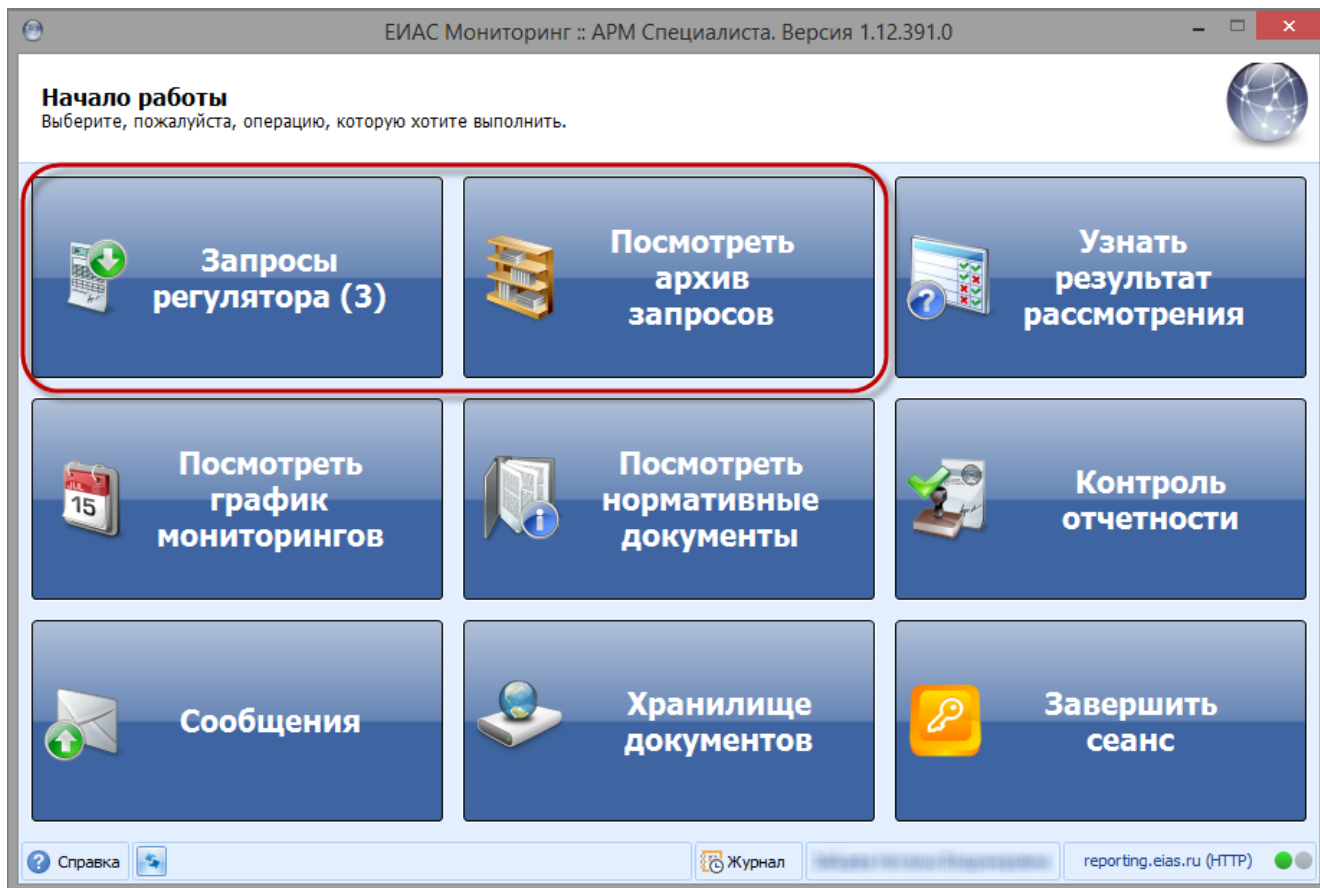 ЕИАС Мониторинг :: АРМ Специалиста. Версия 1.12.391.0
Начало работы
Выберите, пожалуйста, операцию, которую хотите выполнить.
Запросы
регулятора (3)
Посмотреть
архив
запросов
Узнать
результат
рассмотрения
Посмотреть
график
мониторингов
Посмотреть
нормативные
документы
Контроль
отчетности
Сообщения
Хранилище
документов
Завершить
сеанс
JUL
15
Справка
Журнал
reporting.eias.ru (HTTP)